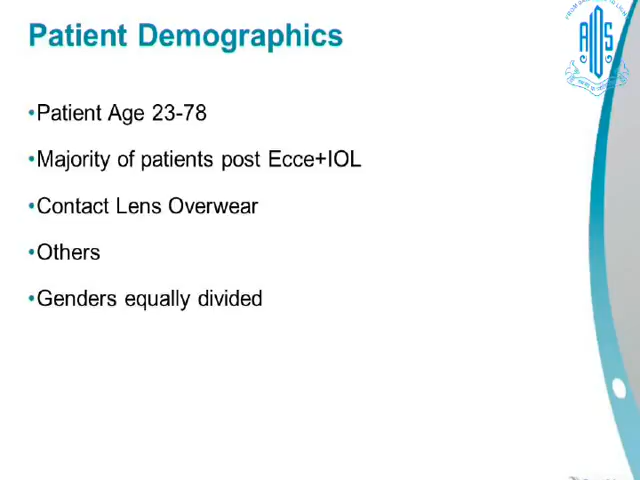 Patient Demographics
•Patient Age 23-78
•Majority of patients post Ecce+IOL
•Contact Lens Overwear
•Others
•Genders equally divided
AIOS